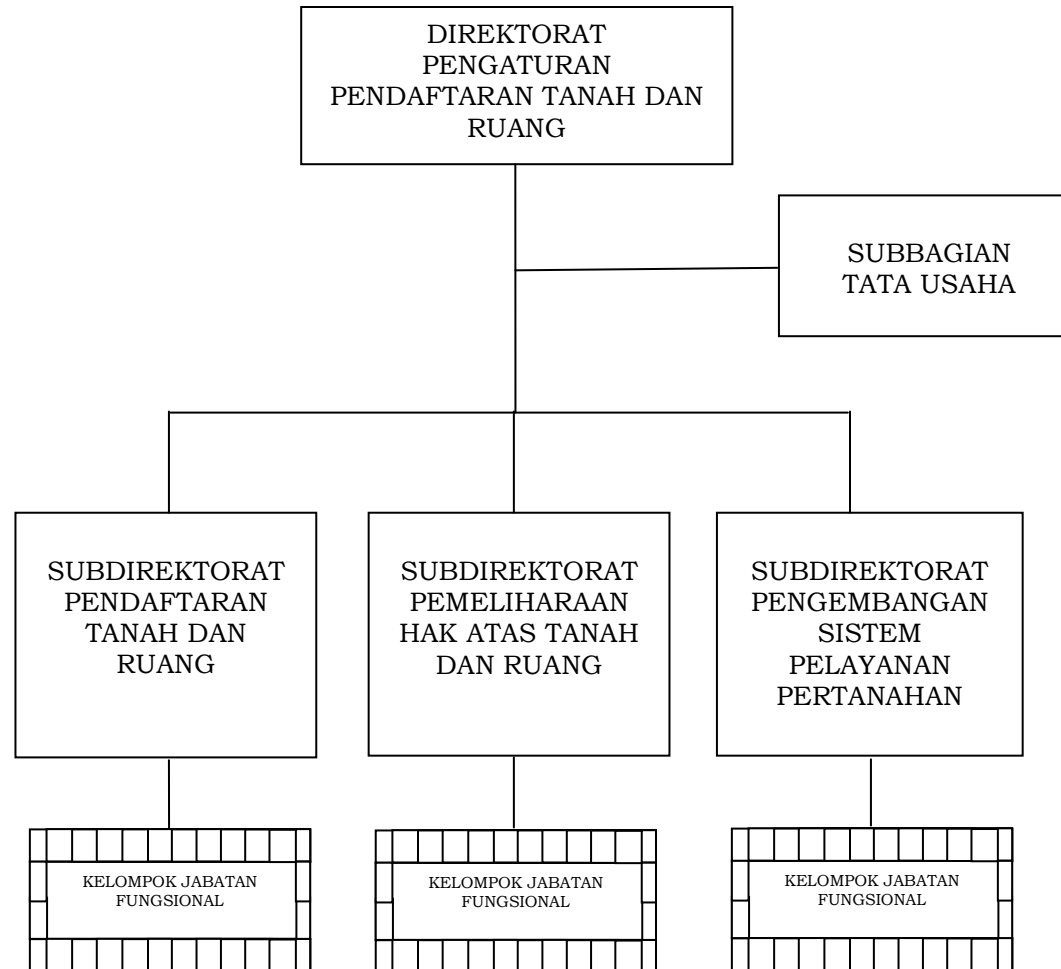 DIREKTORAT
PENGATURAN
PENDAFTARAN TANAH DAN
RUANG
SUBBAGIAN
TATA USAHA
SUBDIREKTORAT
PENDAFTARAN
TANAH DAN
RUANG
SUBDIREKTORAT
PEMELIHARAAN
HAK ATAS TANAH
DAN RUANG
SUBDIREKTORAT
PENGEMBANGAN
SISTEM
PELAYANAN
PERTANAHAN
KELOMPOK JABATAN
FUNGSIONAL
KELOMPOK JABATAN
FUNGSIONAL
KELOMPOK JABATAN
FUNGSIONAL